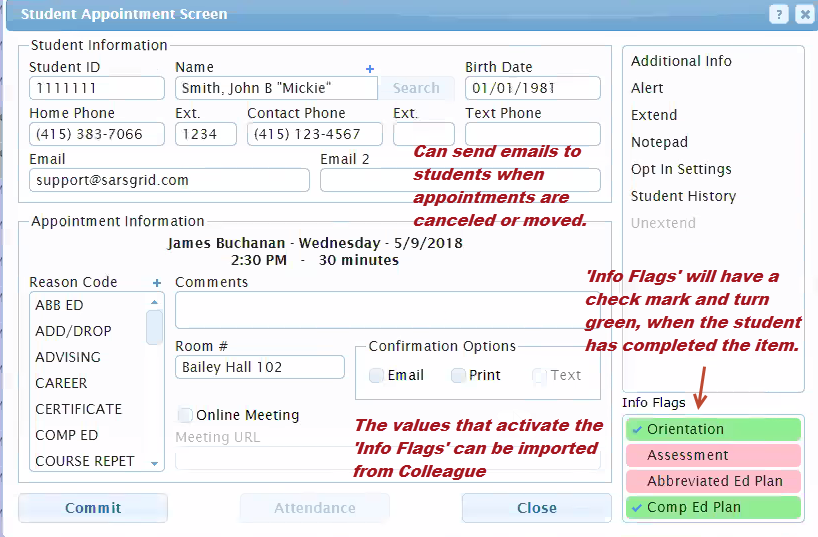 Student Appointment Screen
? ×
Student Information
Student ID
Name +
Birth Date
1111111
Smith, John B "Mickie"
Search
01/01/1981
Home Phone
Ext.
Contact Phone
Ext.
Text Phone
(415) 383-7066
1234
(415) 123-4567
Email
Email 2
support@sarsgrid.com
Can send emails to
students when
appointments are
canceled or moved.
Additional Info
Alert
Extend
Notepad
Opt In Settings
Student History
Unextend
Appointment Information
James Buchanan - Wednesday - 5/9/2018
2:30 PM - 30 minutes
Reason Code +
ABB ED
ADD/DROP
ADVISING
CAREER
CERTIFICATE
COMP ED
COURSE REPET
Comments
Room #
Bailey Hall 102
Confirmation Options
Email
Print
Text
Online Meeting
Meeting URL
The values that activate the
'Info Flags' can be imported
from Colleague
'Info Flags' will have a
check mark and turn
green, when the student
has completed the item.
Info Flags
Orientation
Assessment
Abbreviated Ed Plan
Comp Ed Plan
Commit
Attendance
Close